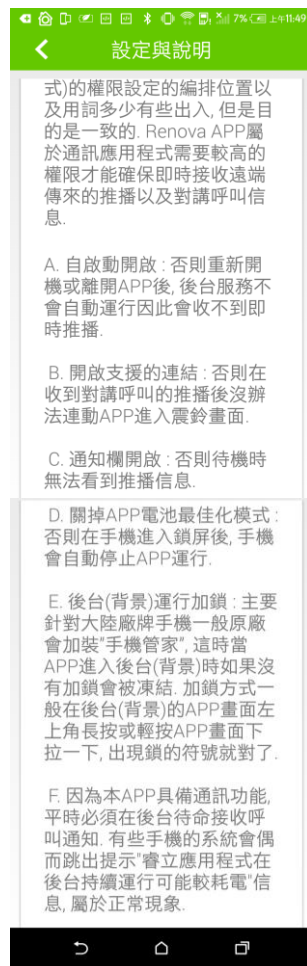 7% 上午11:49
設定與說明
式)的權限設定的編排位置以
及用詞多少有些出入, 但是目
的是一致的. Renova APP屬
於通訊應用程式需要較高的
權限才能確保即時接收遠端
傳來的推播以及對講呼叫信
息.
A. 自啟動開啟 : 否則重新開
機或離開APP後, 後台服務不
會自動運行因此會收不到即
時推播.
B. 開啟支援的連結 : 否則在
收到對講呼叫的推播後沒辦
法連動APP進入震鈴畫面.
C. 通知欄開啟 : 否則待機時
無法看到推播信息.
D. 關掉APP電池最佳化模式 :
否則在手機進入鎖屏後, 手機
會自動停止APP運行.
E. 後台(背景)運行加鎖 : 主要
針對大陸廠牌手機一般原廠
會加裝"手機管家", 這時當
APP進入後台(背景)時如果沒
有加鎖會被凍結. 加鎖方式一
般在後台(背景)的APP畫面左
上角長按或輕按APP畫面下
拉一下, 出現鎖的符號就對了.
F. 因為本APP具備通訊功能,
平時必須在後台待命接收呼
叫通知. 有些手機的系統會偶
而跳出提示"睿立應用程式在
後台持續運行可能較耗電"信
息, 屬於正常現象.